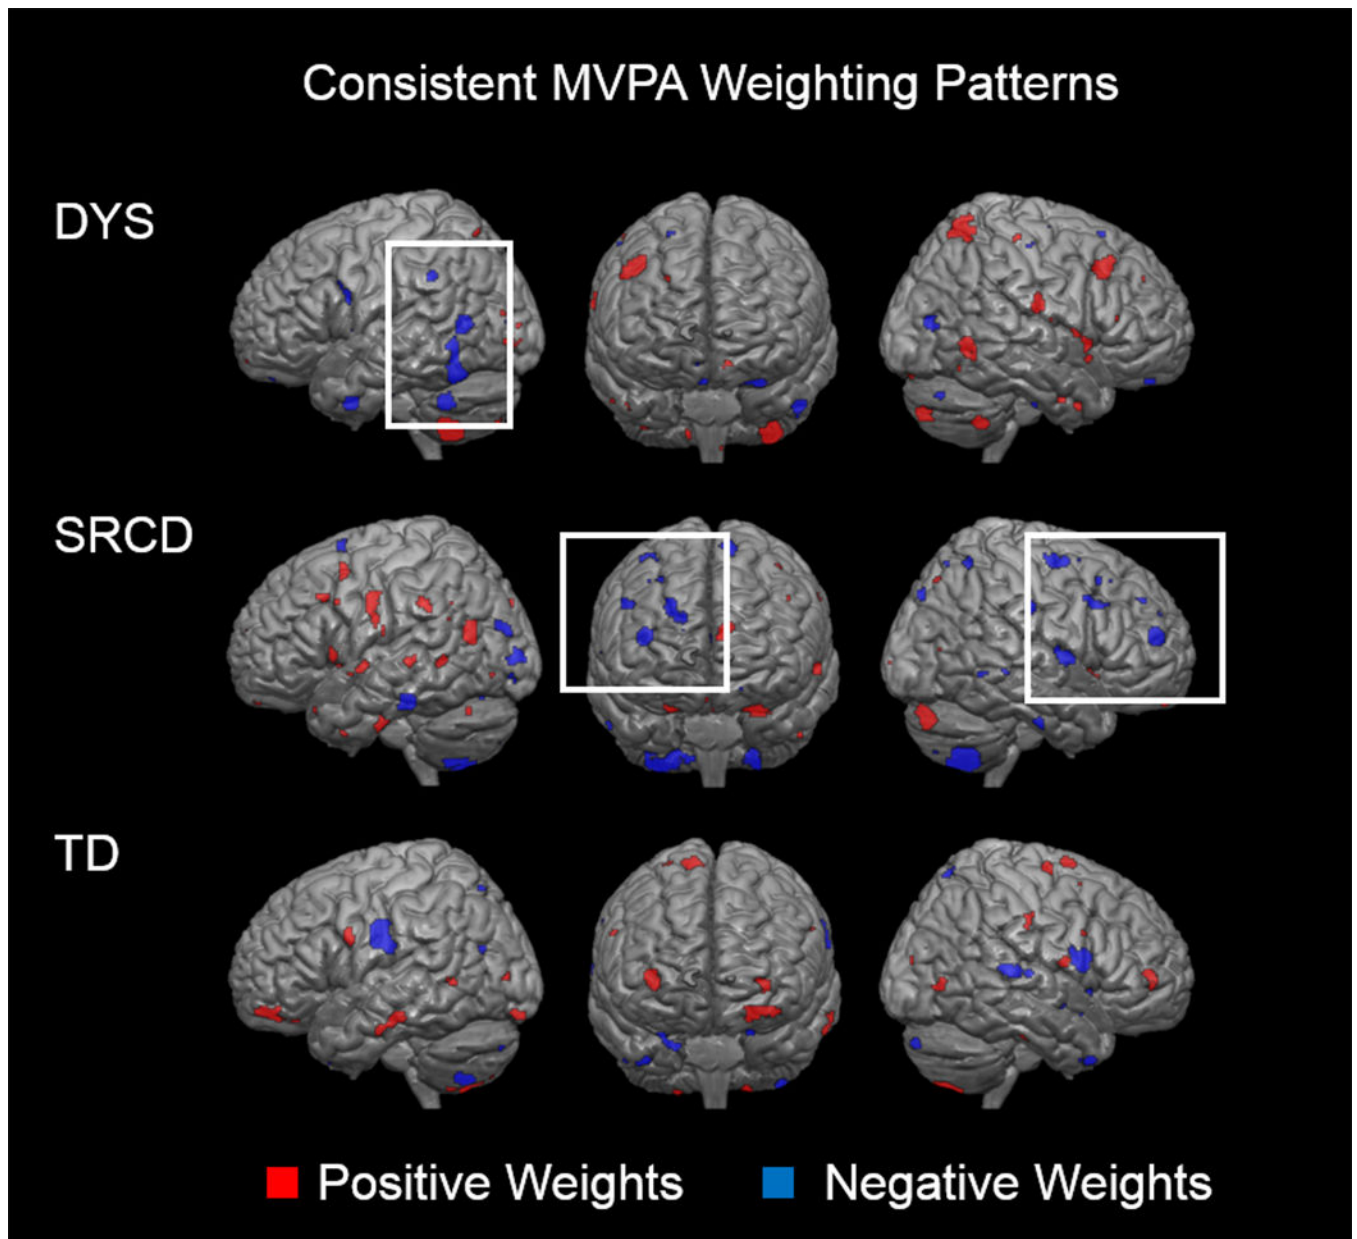 Consistent MVPA Weighting Patterns
DYS
SRCD
TD
Positive Weights
Negative Weights